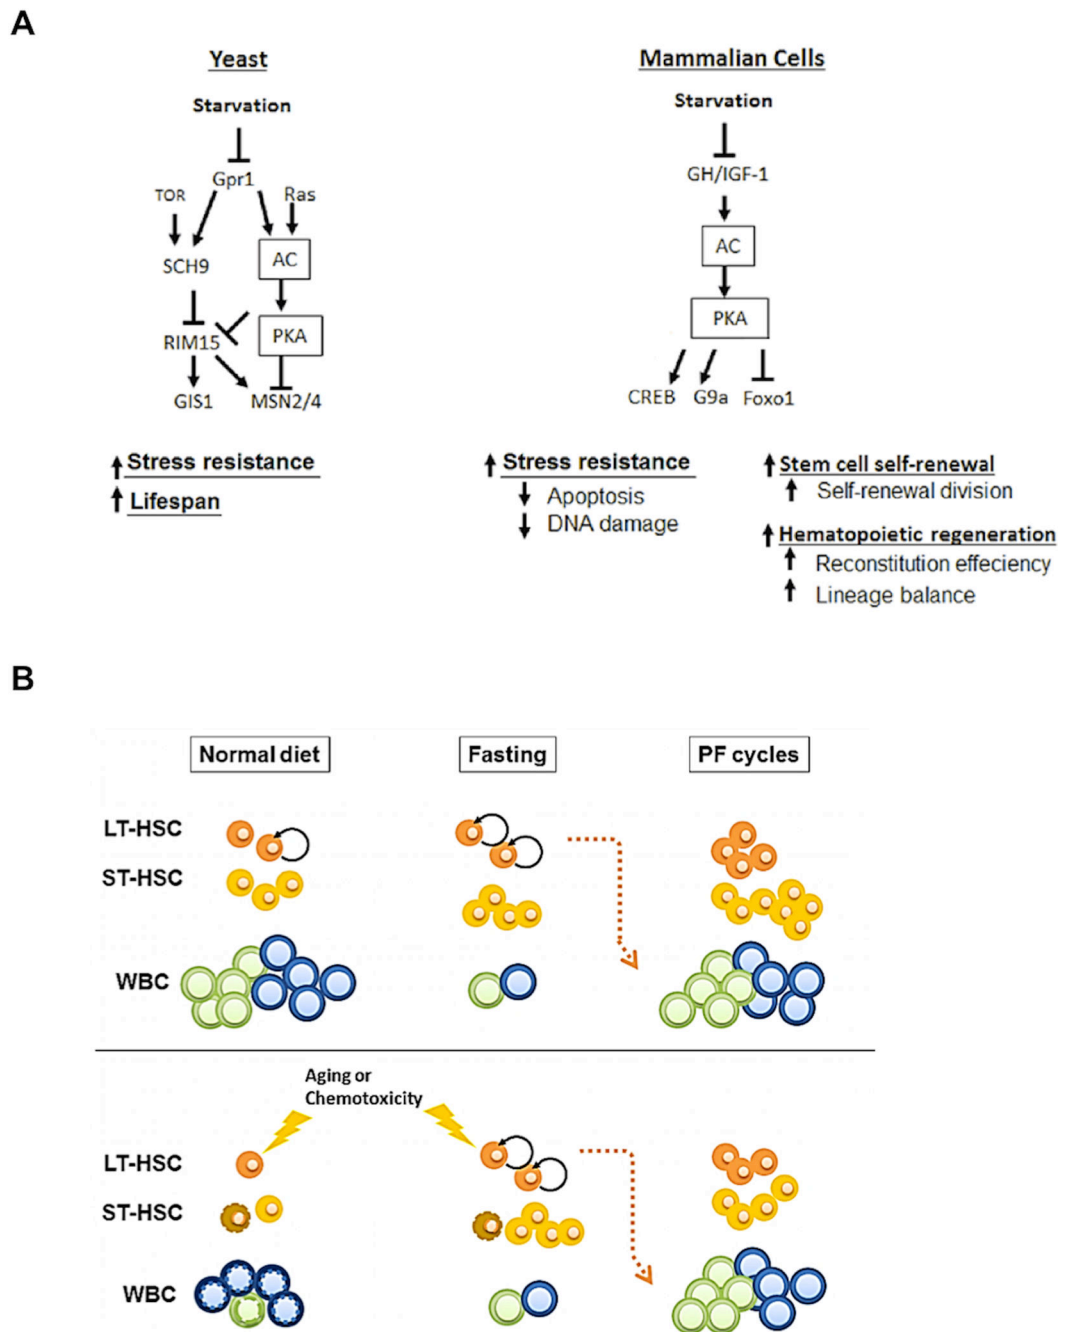 A
Yeast
Starvation
Gpr1
TOR
Ras
SCH9
AC
RIM15
PKA
GIS1
MSN2/4
Stress resistance
Lifespan
Mammalian Cells
Starvation
GH/IGF-1
AC
PKA
CREB G9a Foxo1
Stress resistance
Apoptosis
DNA damage
Stem cell self-renewal
Self-renewal division
Hematopoietic regeneration
Reconstitution effeciency
Lineage balance
B
Normal diet
Fasting
PF cycles
LT-HSC
ST-HSC
WBC
Aging or
Chemotoxicity
LT-HSC
ST-HSC
WBC